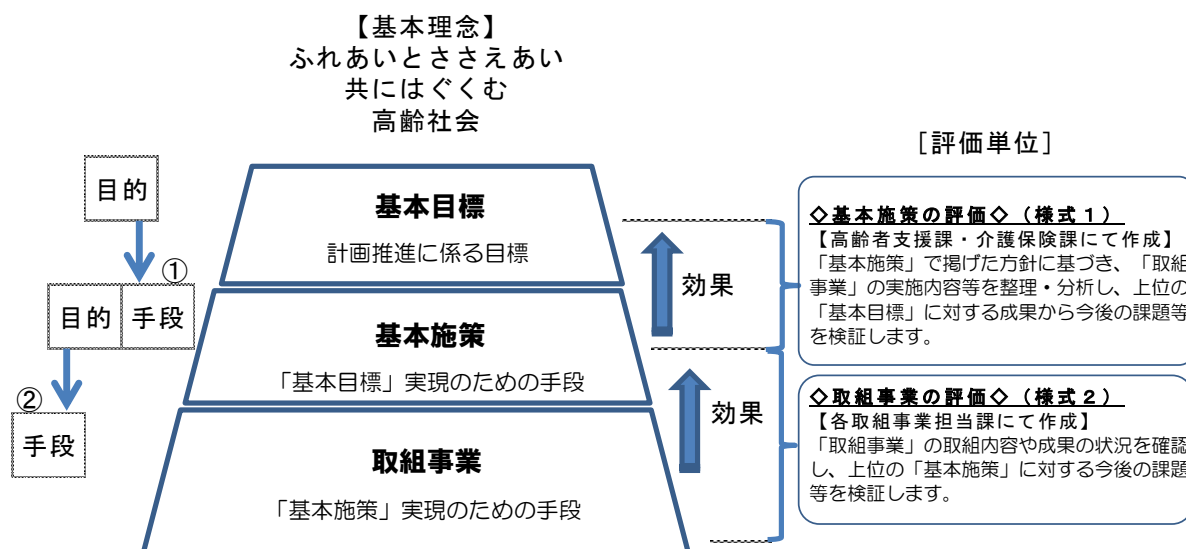 【基本理念】
ふれあいとささえあい
共にはぐくむ
高齢社会
［評価単位］
目的
①
目的
手段
②
手段
基本目標
計画推進に係る目標
基本施策
「基本目標」実現のための手段
取組事業
「基本施策」実現のための手段
効果
効果
◇基本施策の評価◇（様式１）
【高齢者支援課・介護保険課にて作成】
「基本施策」で掲げた方針に基づき、「取組
事業」の実施内容等を整理・分析し、上位の
「基本目標」に対する成果から今後の課題等
を検証します。
◇取組事業の評価◇（様式２）
【各取組事業担当課にて作成】
「取組事業」の取組内容や成果の状況を確認
し、上位の「基本施策」に対する今後の課題
等を検証します。